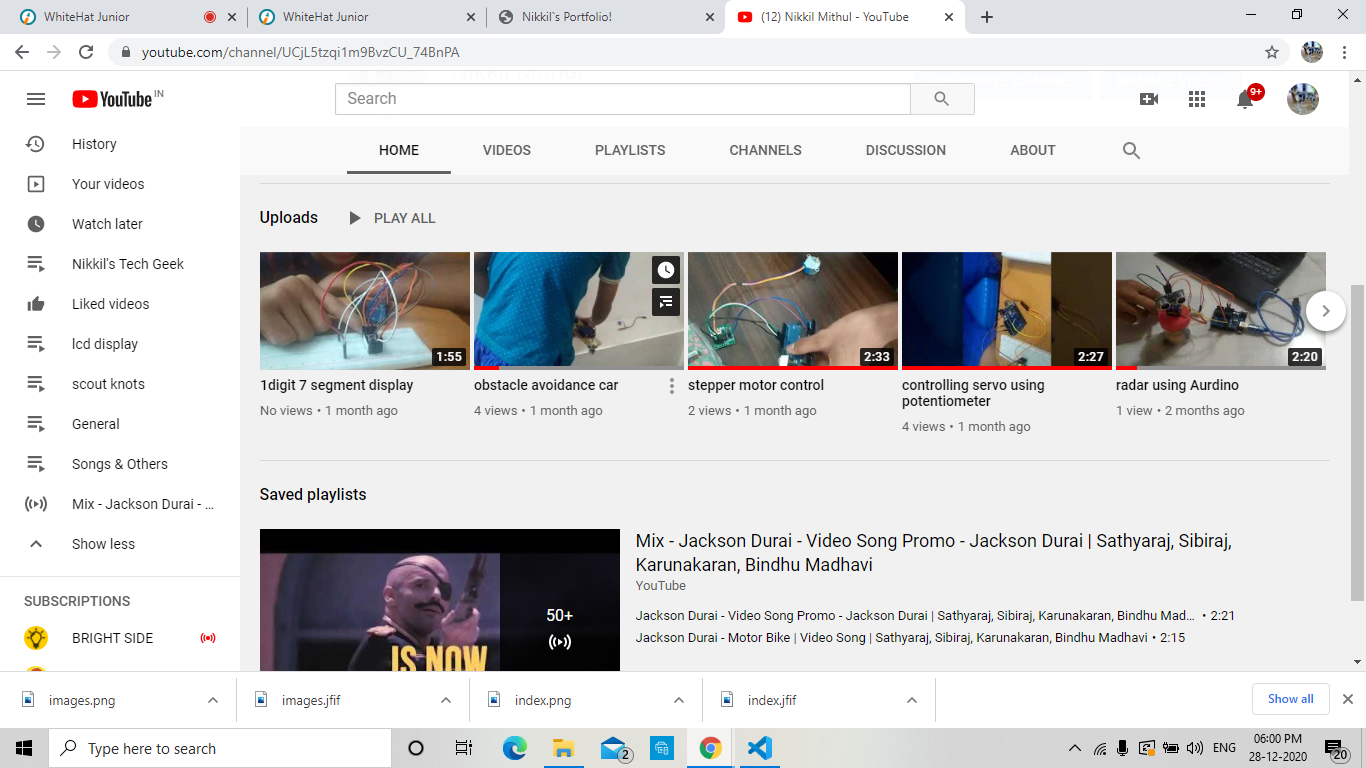 WhiteHat Junior
WhiteHat Junior
Nikkil`s Portfolio!
(12) Nikkil Mithul - YouTube
youtube.com/channel/UCjL5tzqi1m9BvzCU_74BnPA
YouTube IN
Search
9+
HOME VIDEOS PLAYLISTS CHANNELS DISCUSSION ABOUT
History
Your videos
Watch later
Nikkil's Tech Geek
Liked videos
lcd display
scout knots
General
Songs & Others
Mix - Jackson Durai - ...
Show less
SUBSCRIPTIONS
BRIGHT SIDE
Uploads PLAY ALL
1:55
1digit 7 segment display
No views • 1 month ago
obstacle avoidance car
4 views • 1 month ago
2:33
stepper motor control
2 views • 1 month ago
2:27
controlling servo using
potentiometer
4 views • 1 month ago
2:20
radar using Aurdino
1 view • 2 months ago
Saved playlists
50+
IS NOW
Mix - Jackson Durai - Video Song Promo - Jackson Durai | Sathyaraj, Sibiraj,
Karunakaran, Bindhu Madhavi
YouTube
Jackson Durai - Video Song Promo - Jackson Durai | Sathyaraj, Sibiraj, Karunakaran, Bindhu Mad... • 2:21
Jackson Durai - Motor Bike | Video Song | Sathyaraj, Sibiraj, Karunakaran, Bindhu Madhavi • 2:15
images.png
images.jfif
index.png
index.jfif
Show all
Type here to search
2
ENG
06:00 PM
28-12-2020
20